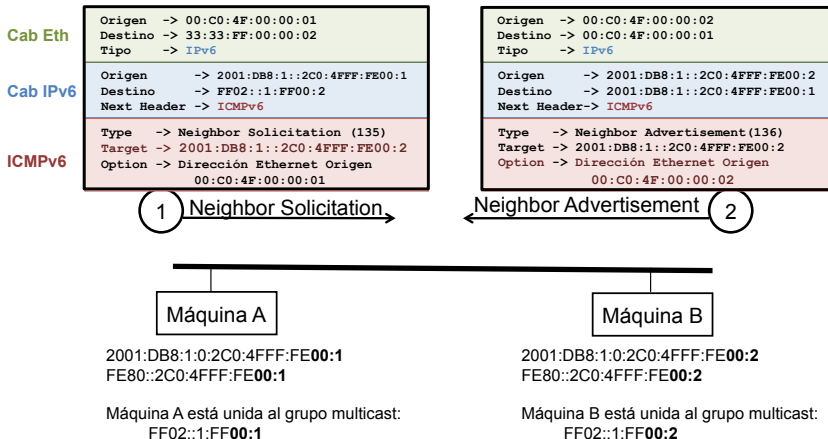 Cab Eth
Origen -> 00:C0:4F:00:00:01
Destino -> 33:33:FF:00:00:02
Tipo -> IPv6
Cab IPv6
Origen -> 2001:DB8:1::2C0:4FFF:FE00:1
Destino -> FF02::1:FF00:2
Next Header -> ICMPv6
ICMPv6
Type -> Neighbor Solicitation (135)
Target -> 2001:DB8:1::2C0:4FFF:FE00:2
Option -> Dirección Ethernet Origen
00:C0:4F:00:00:01
Origen -> 00:C0:4F:00:00:02
Destino -> 00:C0:4F:00:00:01
Tipo -> IPv6
Origen -> 2001:DB8:1::2C0:4FFF:FE00:2
Destino -> 2001:DB8:1::2C0:4FFF:FE00:1
Next Header-> ICMPv6
Type -> Neighbor Advertisement(136)
Target -> 2001:DB8:1::2C0:4FFF:FE00:2
Option -> Dirección Ethernet Origen
00:C0:4F:00:00:02
1 Neighbor Solicitation
Neighbor Advertisement 2
Máquina A
2001:DB8:1:0:2C0:4FFF:FE00:1
FE80::2C0:4FFF:FE00:1
Máquina A está unida al grupo multicast:
FF02::1:FF00:1
Máquina B
2001:DB8:1:0:2C0:4FFF:FE00:2
FE80::2C0:4FFF:FE00:2
Máquina B está unida al grupo multicast:
FF02::1:FF00:2